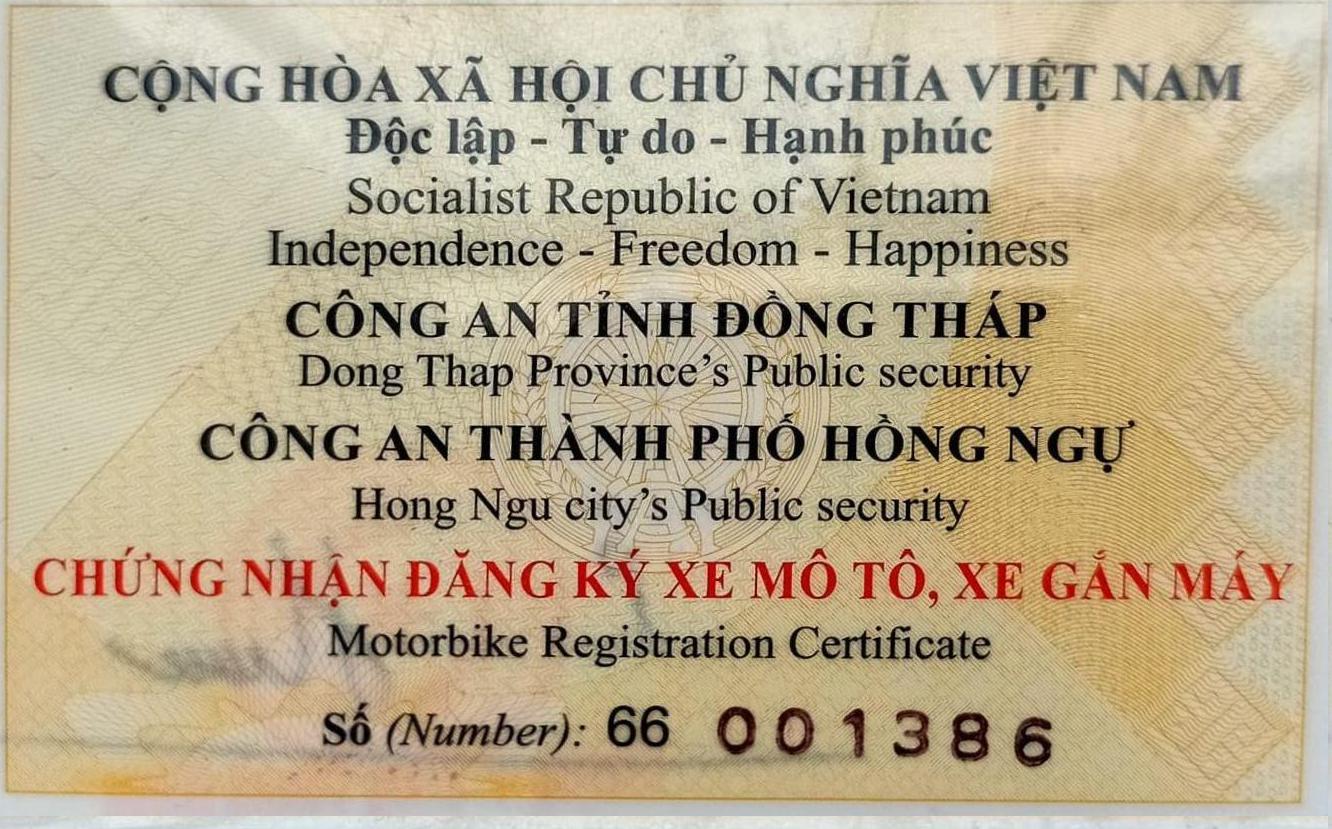 CỘNG HÒA XÃ HỘI CHỦ NGHĨA VIỆT NAM
Độc lập - Tự do - Hạnh phúc
Socialist Republic of Vietnam
Independence - Freedom - Happiness
CÔNG AN TỈNH ĐỒNG THÁP
Dong Thap Province’s Public security
CÔNG AN THÀNH PHỐ HỒNG NGỰ
Hong Ngu city’s Public security
CHỨNG NHẬN ĐĂNG KÝ XE MÔ TÔ, XE GẮN MÁY
Motorbike Registration Certificate
Số (Number): 66 001386